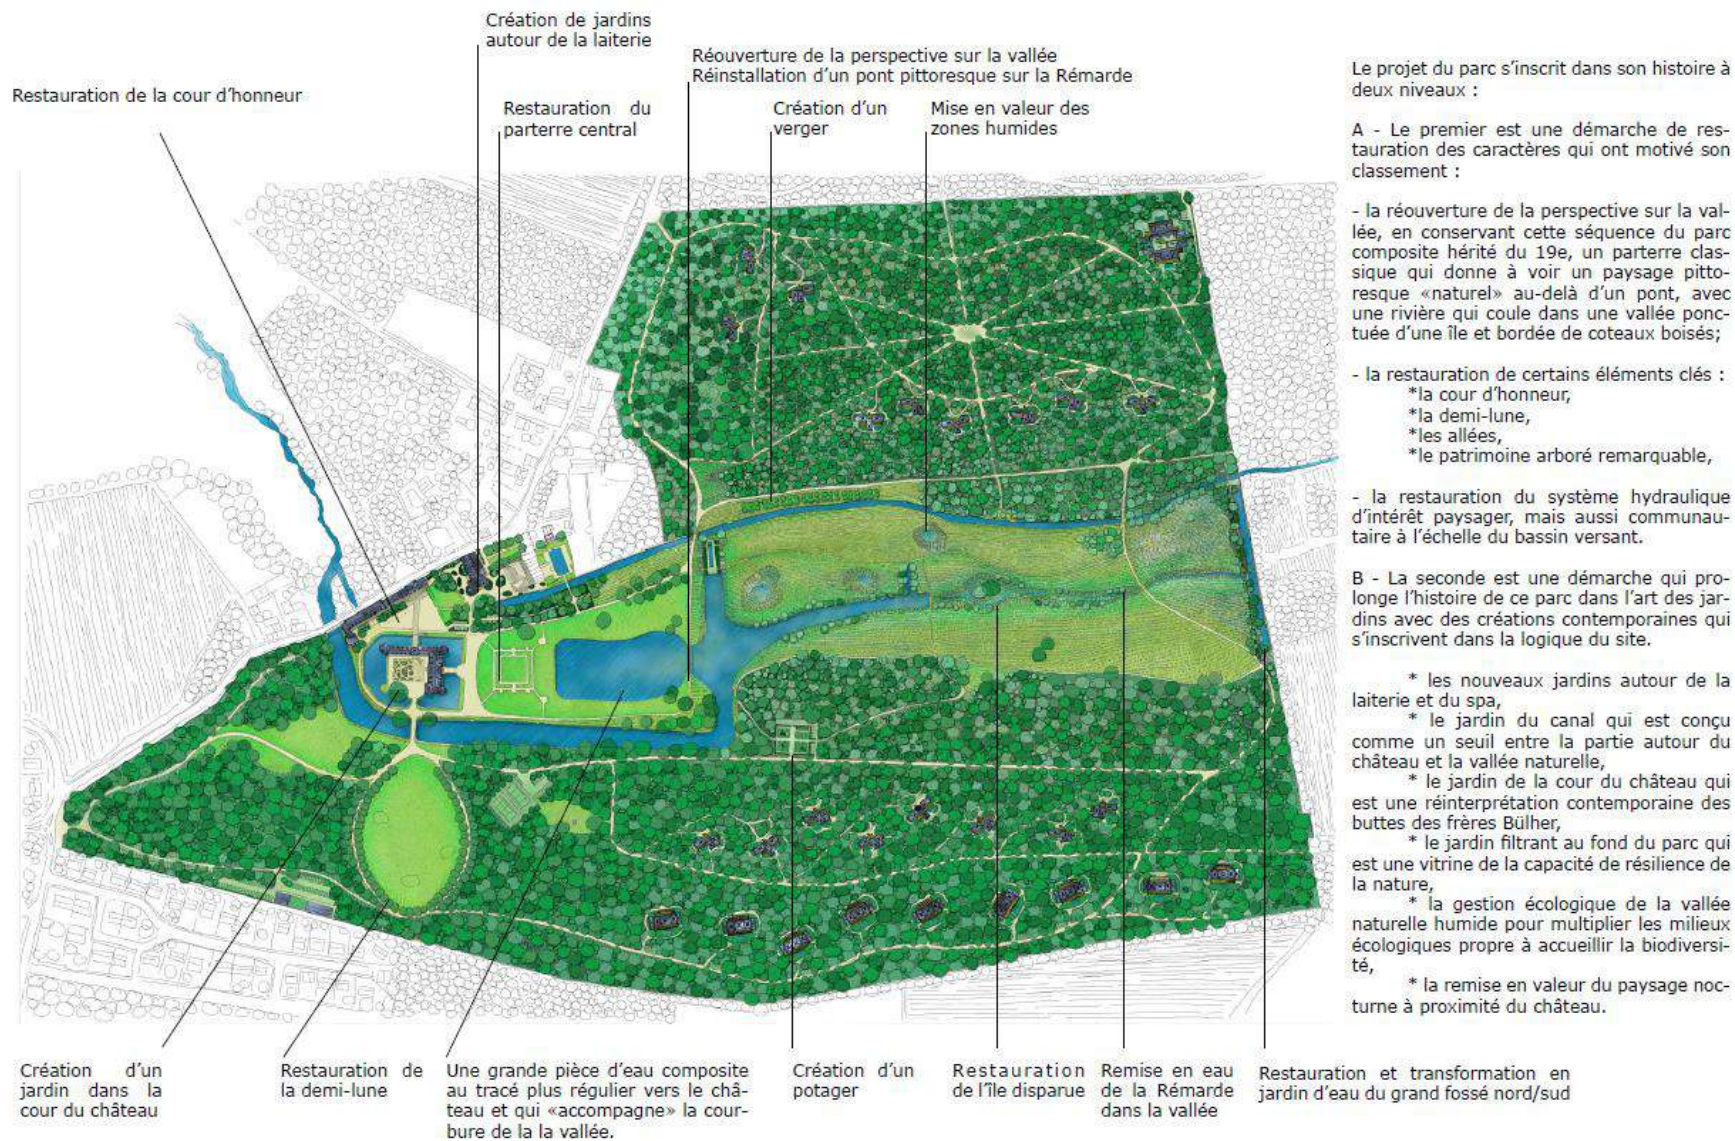 Création de jardins
autour de la laiterie
Réouverture de la perspective sur la vallée
Réinstallation d'un pont pittoresque sur la Rémarde
Restauration de la cour d'honneur
Restauration du
parterre central
Création d'un
verger
Mise en valeur des
zones humides
Le projet du parc s'inscrit dans son histoire à
deux niveaux :
A - Le premier est une démarche de res-
tauration des caractères qui ont motivé son
classement :
- la réouverture de la perspective sur la val-
lée, en conservant cette séquence du parc
composite hérité du 19e, un parterre clas-
sique qui donne à voir un paysage pitto-
resque «naturel» au-delà d'un pont, avec
une rivière qui coule dans une vallée ponc-
tuée d'une île et bordée de coteaux boisés;
- la restauration de certains éléments clés :
*la cour d'honneur,
*la demi-lune,
*les allées,
*le patrimoine arboré remarquable,
- la restauration du système hydraulique
d'intérêt paysager, mais aussi communau-
taire à l'échelle du bassin versant.
B - La seconde est une démarche qui pro-
longe l'histoire de ce parc dans l'art des jar-
dins avec des créations contemporaines qui
s'inscrivent dans la logique du site.
* les nouveaux jardins autour de la
laiterie et du spa,
* le jardin du canal qui est conçu
comme un seuil entre la partie autour du
château et la vallée naturelle,
* le jardin de la cour du château qui
est une réinterprétation contemporaine des
buttes des frères Bülher,
* le jardin filtrant au fond du parc qui
est une vitrine de la capacité de résilience de
la nature,
* la gestion écologique de la vallée
naturelle humide pour multiplier les milieux
écologiques propre à accueillir la biodiversi-
té,
* la remise en valeur du paysage noc-
turne à proximité du château.
Création d'un
jardin dans la
cour du château
Restauration de
la demi-lune
Une grande pièce d'eau composite
au tracé plus régulier vers le châ-
teau et qui «accompagne» la cour-
bure de la la vallée.
Création d'un
potager
Restauration
de l'île disparue
Remise en eau
de la Rémarde
dans la vallée
Restauration et transformation en
jardin d'eau du grand fossé nord/sud